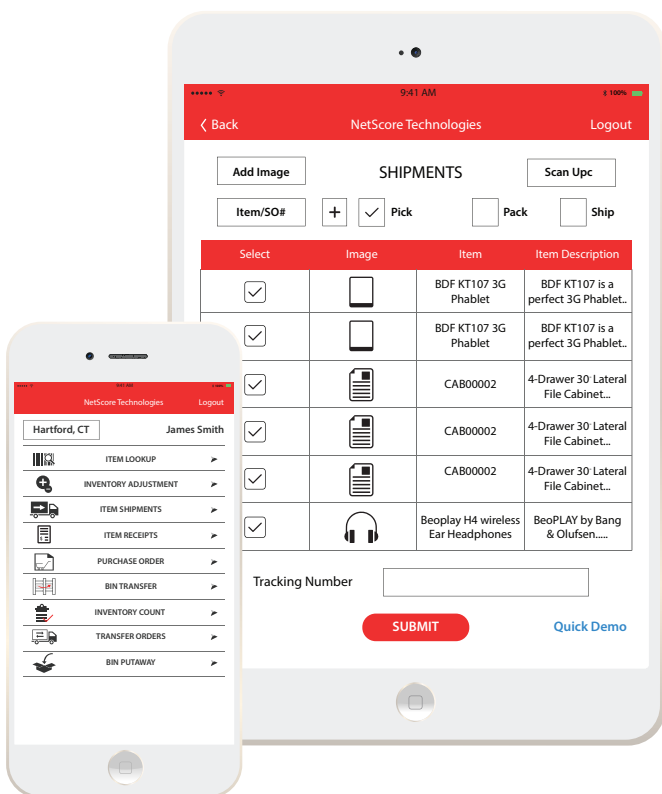 9:41 AM
100%
Back
NetScore Technologies
Logout
Add Image
SHIPMENTS
Scan Upc
Item/SO#
+
Pick
Pack
Ship
Select
Image
Item
Item Description
BDF KT107 3G
Phablet
BDF KT107 is a
perfect 3G Phablet..
BDF KT107 3G
Phablet
BDF KT107 is a
perfect 3G Phablet..
CAB00002
4-Drawer 30' Lateral
File Cabinet...
CAB00002
4-Drawer 30' Lateral
File Cabinet...
CAB00002
4-Drawer 30' Lateral
File Cabinet...
Beoplay H4 wireless
Ear Headphones
BeoPLAY by Bang
& Olufsen.....
Tracking Number
SUBMIT
Quick Demo
9:41 AM
NetScore Technologies
Logout
Hartford, CT
James Smith
ITEM LOOKUP
INVENTORY ADJUSTMENT
ITEM SHIPMENTS
ITEM RECEIPTS
PURCHASE ORDER
BIN TRANSFER
INVENTORY COUNT
TRANSFER ORDERS
BIN PUTAWAY